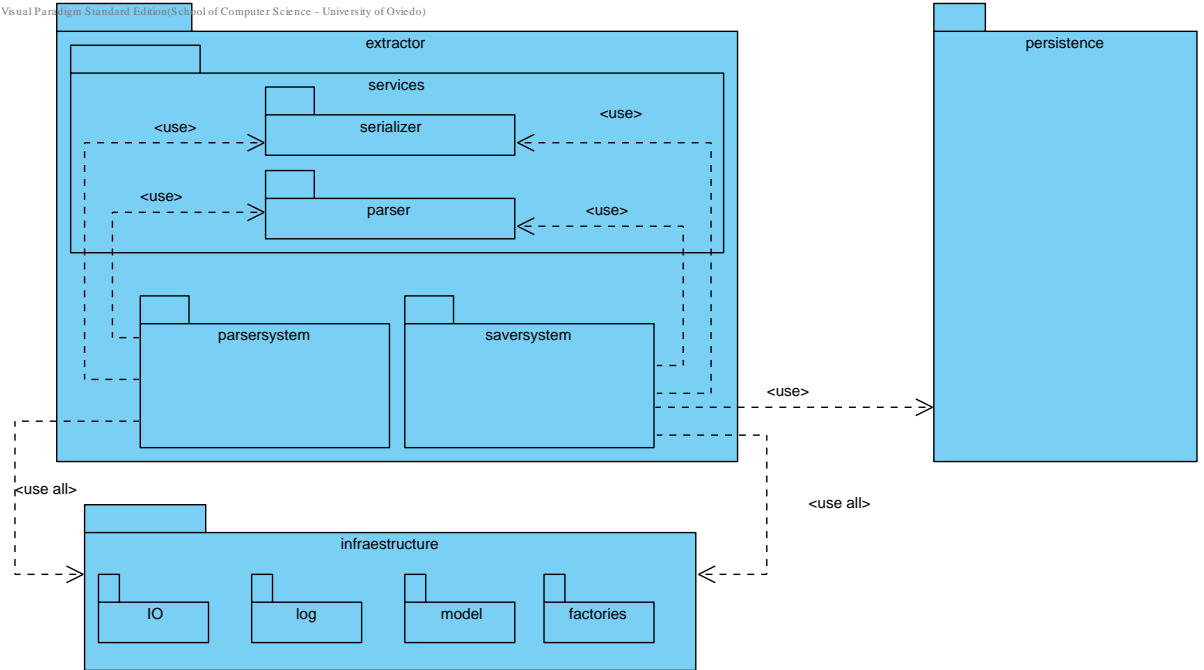 Visual Paradigm Standard Edition(School of Computer Science - University of Oviedo)
extractor
persistence
services
<use>
serializer
<use>
<use>
parser
<use>
parsersystem
saversystem
<use>
<use all>
<use all>
infraestructure
IO
log
model
factories